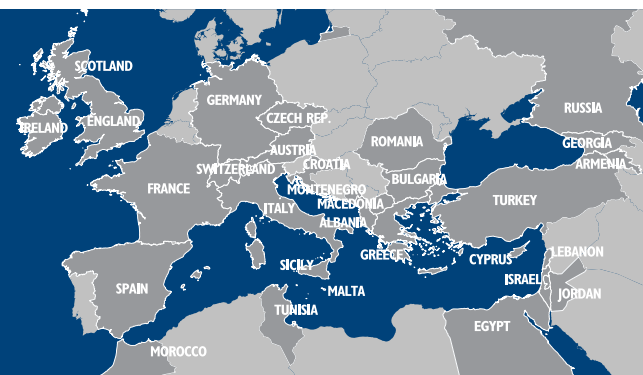 SCOTLAND
IRELAND
ENGLAND
GERMANY
CZECH REP.
RUSSIA
AUSTRIA
ROMANIA
GEORGIA
SWITZERLAND
CROATIA
ARMENIA
FRANCE
MONTENEGRO
BULGARIA
ITALY
MACEDONIA
TURKEY
ALBANIA
SICILY
GREECE
CYPRUS
LEBANON
SPAIN
MALTA
ISRAEL
JORDAN
TUNISIA
EGYPT
MOROCCO